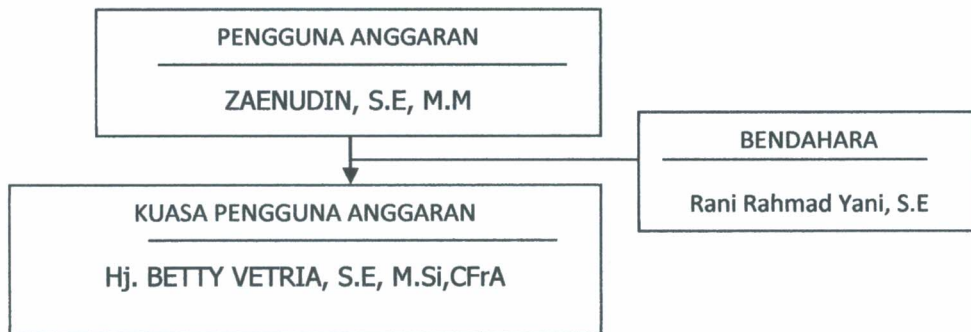 PENGGUNA ANGGARAN
ZAENUDIN, S.E, M.M
BENDAHARA
Rani Rahmad Yani, S.E
KUASA PENGGUNA ANGGARAN
Hj. BETTY VETRIA, S.E, M.Si,CFrA